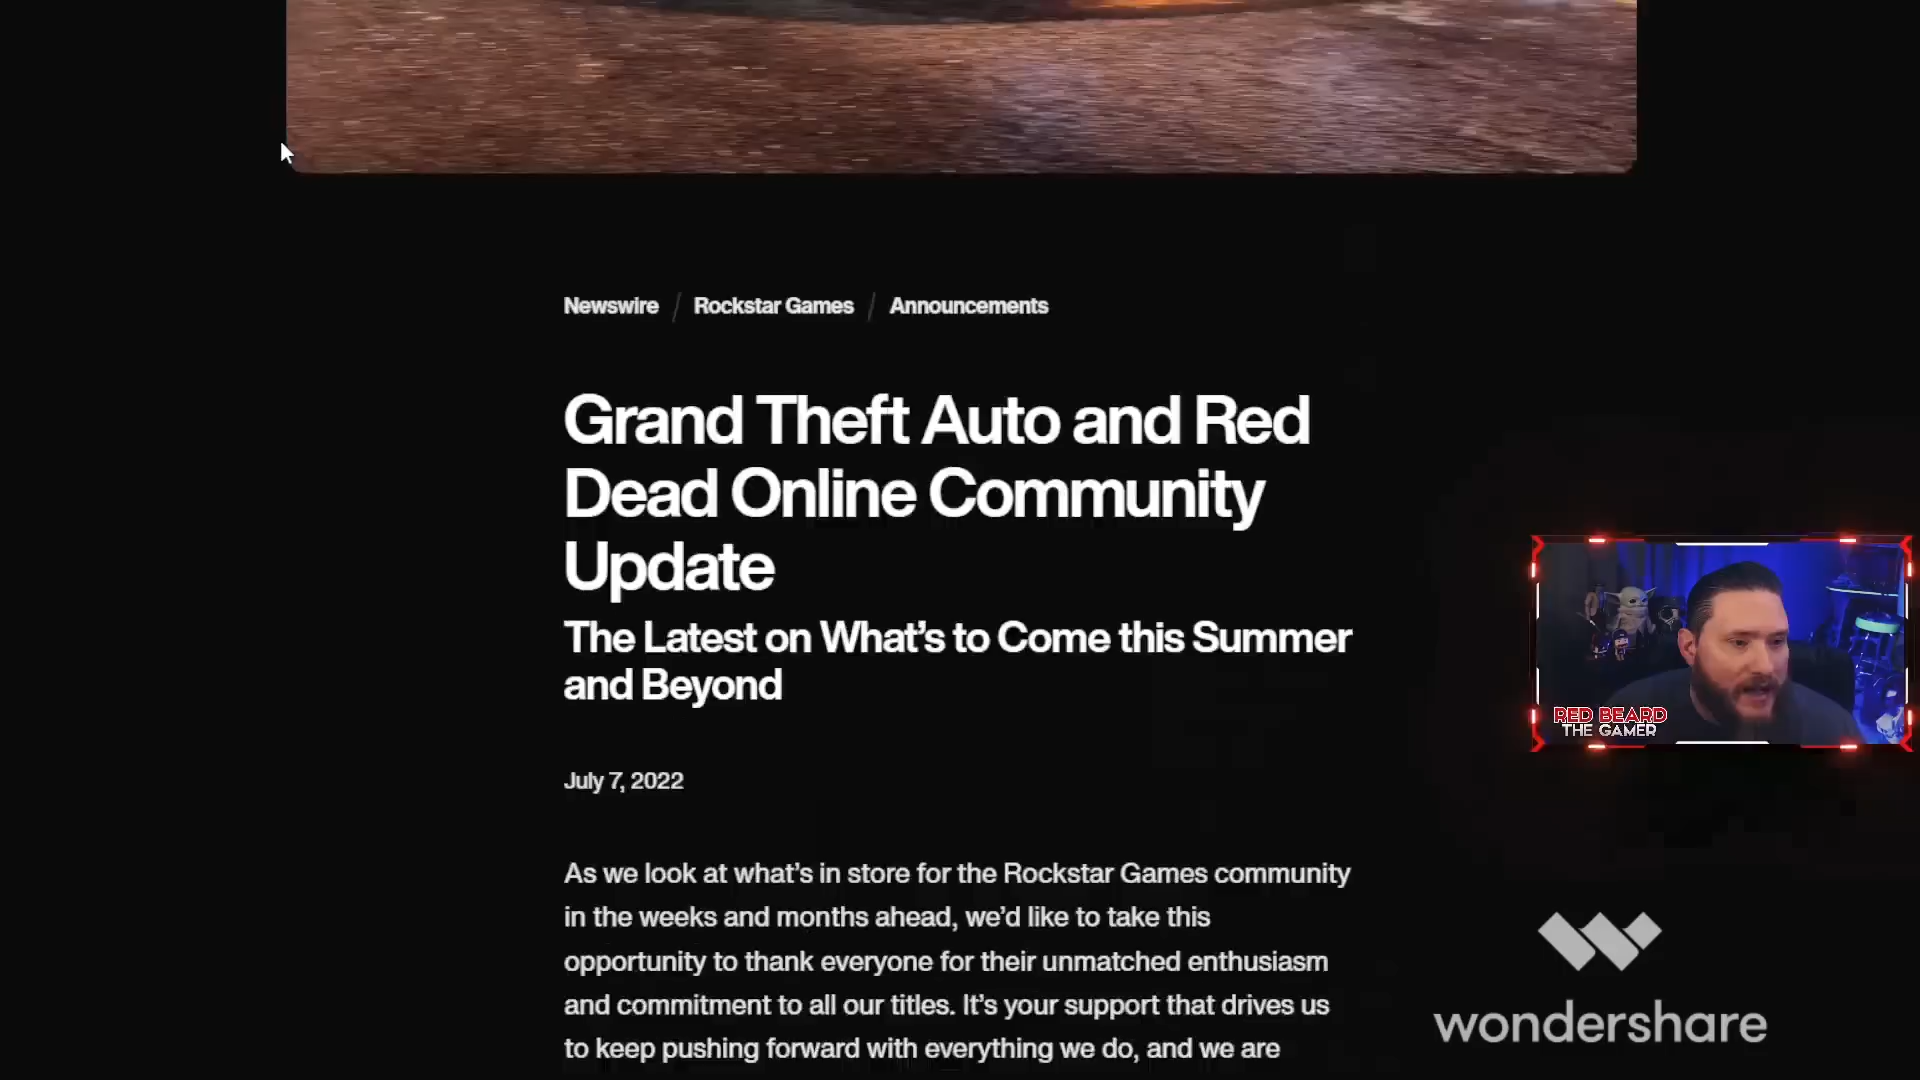 Newswire / Rockstar Games / Announcements
Grand Theft Auto and Red
Dead Online Community
Update
The Latest on What's to Come this Summer
and Beyond
July 7, 2022
As we look at what's in store for the Rockstar Games community
in the weeks and months ahead, we'd like to take this
opportunity to thank everyone for their unmatched enthusiasm
and commitment to all our titles. It's your support that drives us
to keep pushing forward with everything we do, and we are
RED BEARD
THE GAMER
wondershare